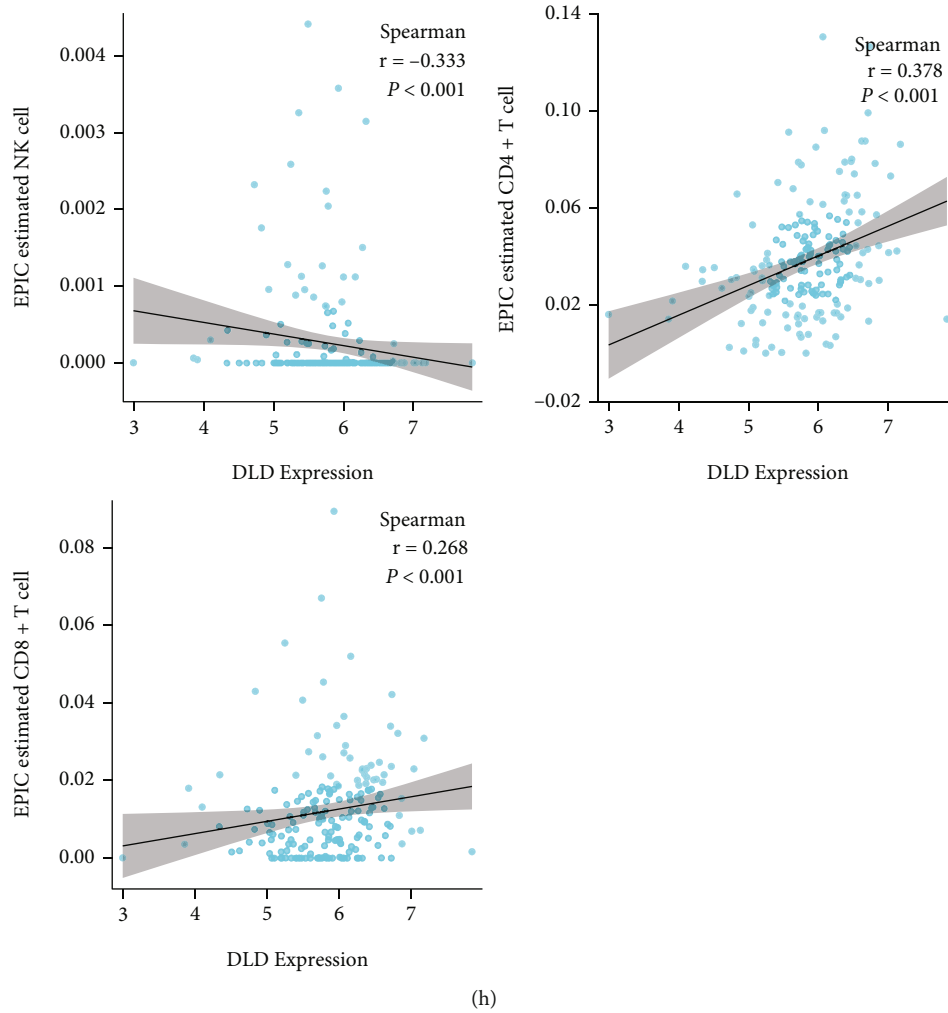 Spearman
r = –0.333
P < 0.001
EPIC estimated NK cell
0.004
0.003
0.002
0.001
0.000
3 4 5 6 7
DLD Expression
Spearman
r = 0.378
P < 0.001
EPIC estimated CD4 + T cell
0.14
0.10
0.06
0.02
–0.02
3 4 5 6 7
DLD Expression
Spearman
r = 0.268
P < 0.001
EPIC estimated CD8 + T cell
0.08
0.06
0.04
0.02
0.00
3 4 5 6 7
DLD Expression
(h)